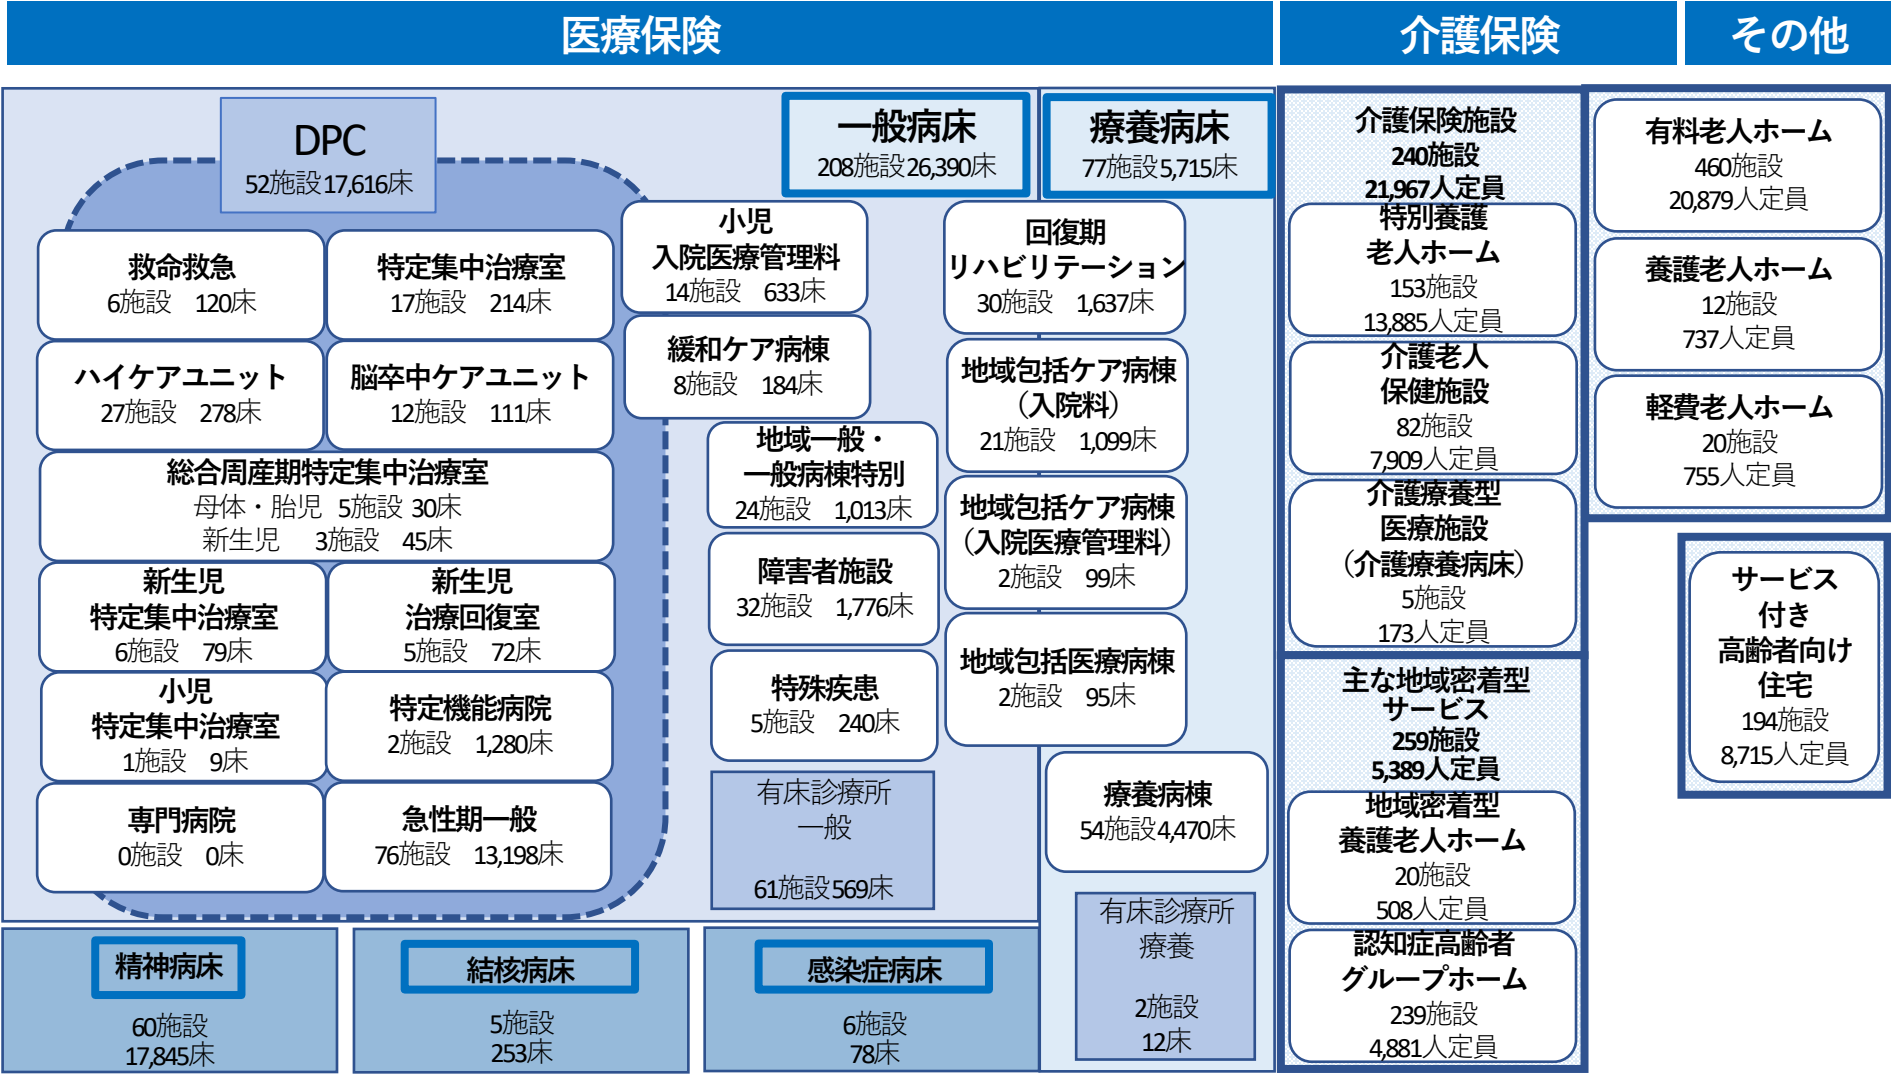 医療保険
介護保険
その他
DPC
52施設17,616床
一般病床
208施設26,390床
療養病床
77施設5,715床
救命救急
6施設 120床
特定集中治療室
17施設 214床
ハイケアユニット
27施設 278床
脳卒中ケアユニット
12施設 111床
総合周産期特定集中治療室
母体・胎児 5施設 30床
新生児 3施設 45床
新生児
特定集中治療室
6施設 79床
新生児
治療回復室
5施設 72床
小児
特定集中治療室
1施設 9床
特定機能病院
2施設 1,280床
専門病院
0施設 0床
急性期一般
76施設 13,198床
小児
入院医療管理料
14施設 633床
緩和ケア病棟
8施設 184床
地域一般・
一般病棟特別
24施設 1,013床
障害者施設
32施設 1,776床
特殊疾患
5施設 240床
有床診療所
一般
61施設569床
回復期
リハビリテーション
30施設 1,637床
地域包括ケア病棟
（入院料）
21施設 1,099床
地域包括ケア病棟
（入院医療管理料）
2施設 99床
地域包括医療病棟
2施設 95床
療養病棟
54施設4,470床
有床診療所
療養
2施設
12床
精神病床
60施設
17,845床
結核病床
5施設
253床
感染症病床
6施設
78床
介護保険施設
240施設
21,967人定員
特別養護
老人ホーム
153施設
13,885人定員
介護老人
保健施設
82施設
7,909人定員
介護療養型
医療施設
（介護療養病床）
5施設
173人定員
主な地域密着型
サービス
259施設
5,389人定員
地域密着型
養護老人ホーム
20施設
508人定員
認知症高齢者
グループホーム
239施設
4,881人定員
有料老人ホーム
460施設
20,879人定員
養護老人ホーム
12施設
737人定員
軽費老人ホーム
20施設
755人定員
サービス
付き
高齢者向け
住宅
194施設
8,715人定員